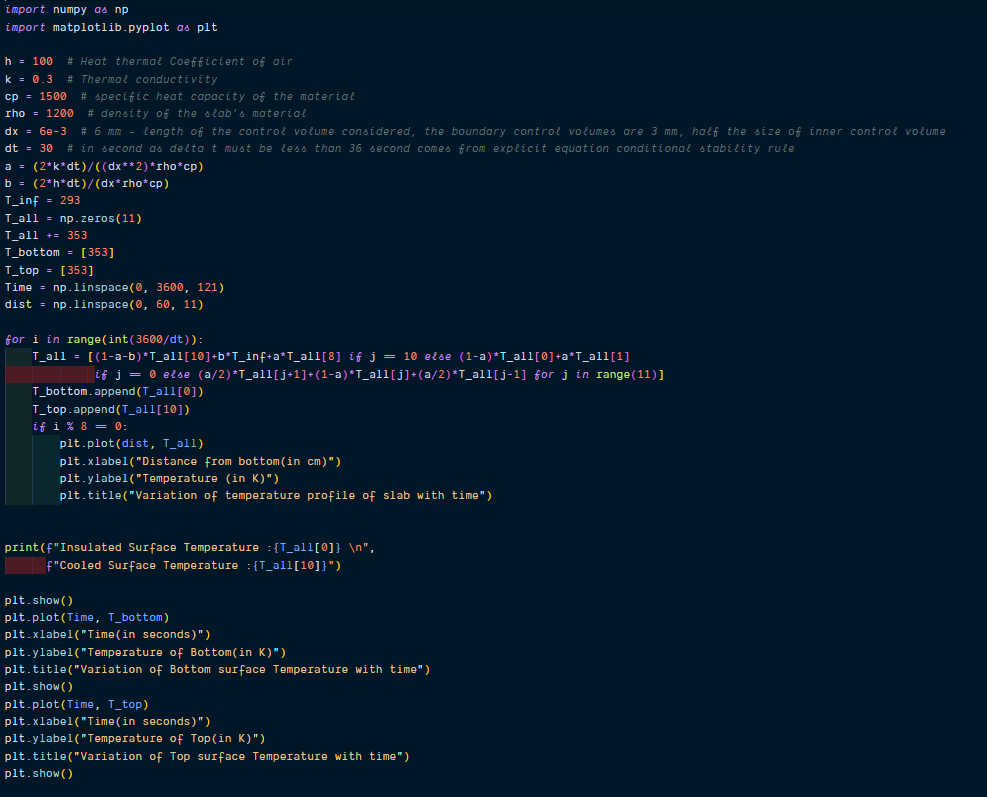 import numpy as np
import matplotlib.pyplot as plt
h = 100  # Heat thermal Coefficient of air
k = 0.3  # Thermal conductivity
cp = 1500  # specific heat capacity of the material
rho = 1200  # density of the slab's material
dx = 6e-3  # 6 mm - length of the control volume considered, the boundary control volumes are 3 mm, half the size of inner control volume
dt = 30  # in second as delta t must be less than 36 second comes from explicit equation conditional stability rule
a = (2*k*dt)/((dx**2)*rho*cp)
b = (2*h*dt)/(dx*rho*cp)
T_inf = 293
T_all = np.zeros(11)
T_all += 353
T_bottom = [353]
T_top = [353]
Time = np.linspace(0, 3600, 121)
dist = np.linspace(0, 60, 11)
for i in range(int(3600/dt)):
    T_all = [(1-a-b)*T_all[10]+b*T_inf+a*T_all[8] if j == 10 else (1-a)*T_all[0]+a*T_all[1]
             if j == 0 else (a/2)*T_all[j+1]+(1-a)*T_all[j]+(a/2)*T_all[j-1] for j in range(11)]
    T_bottom.append(T_all[0])
    T_top.append(T_all[10])
    if i % 8 == 0:
        plt.plot(dist, T_all)
        plt.xlabel("Distance from bottom(in cm)")
        plt.ylabel("Temperature (in K)")
        plt.title("Variation of temperature profile of slab with time")
print(f"Insulated Surface Temperature :{T_all[0]} \n",
      f"Cooled Surface Temperature :{T_all[10]}")
plt.show()
plt.plot(Time, T_bottom)
plt.xlabel("Time(in seconds)")
plt.ylabel("Temperature of Bottom(in K)")
plt.title("Variation of Bottom surface Temperature with time")
plt.show()
plt.plot(Time, T_top)
plt.xlabel("Time(in seconds)")
plt.ylabel("Temperature of Top(in K)")
plt.title("Variation of Top surface Temperature with time")
plt.show()